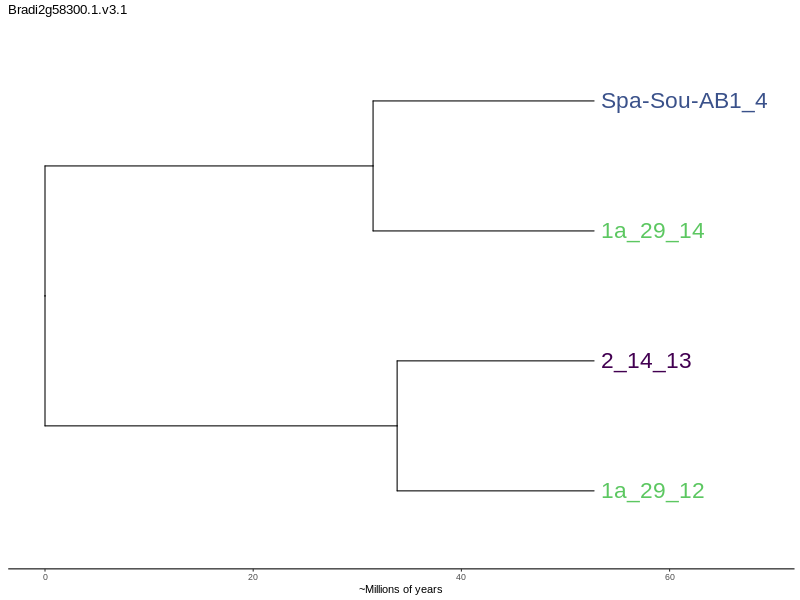 Bradi2g58300.1.v3.1
Spa-Sou-AB1_4
1a_29_14
2_14_13
1a_29_12
0 20 40 60
~Millions of years